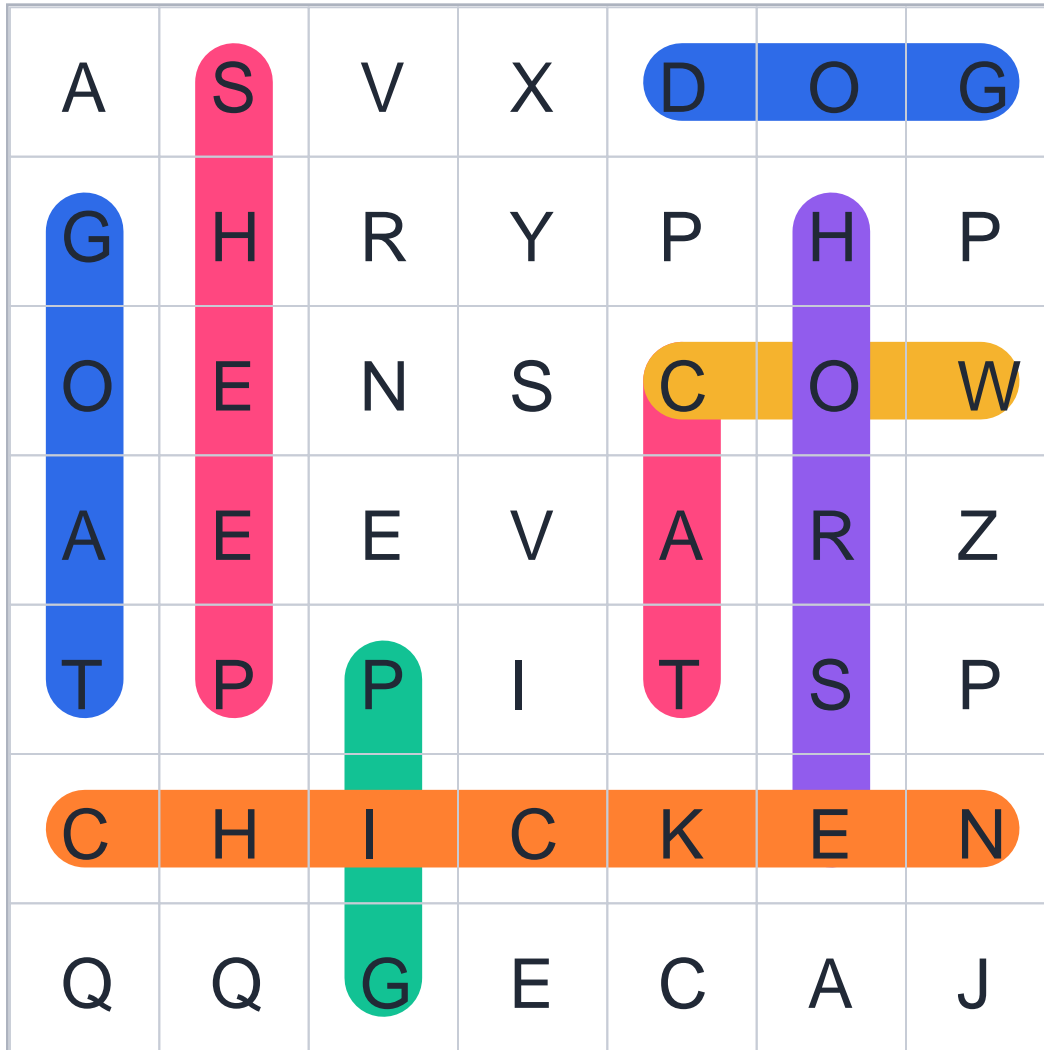 A S V X D O G
G H R Y P H P
O E N S C O W
A E E V A R Z
T P P I T S P
C H I C K E N
Q Q G E C A J